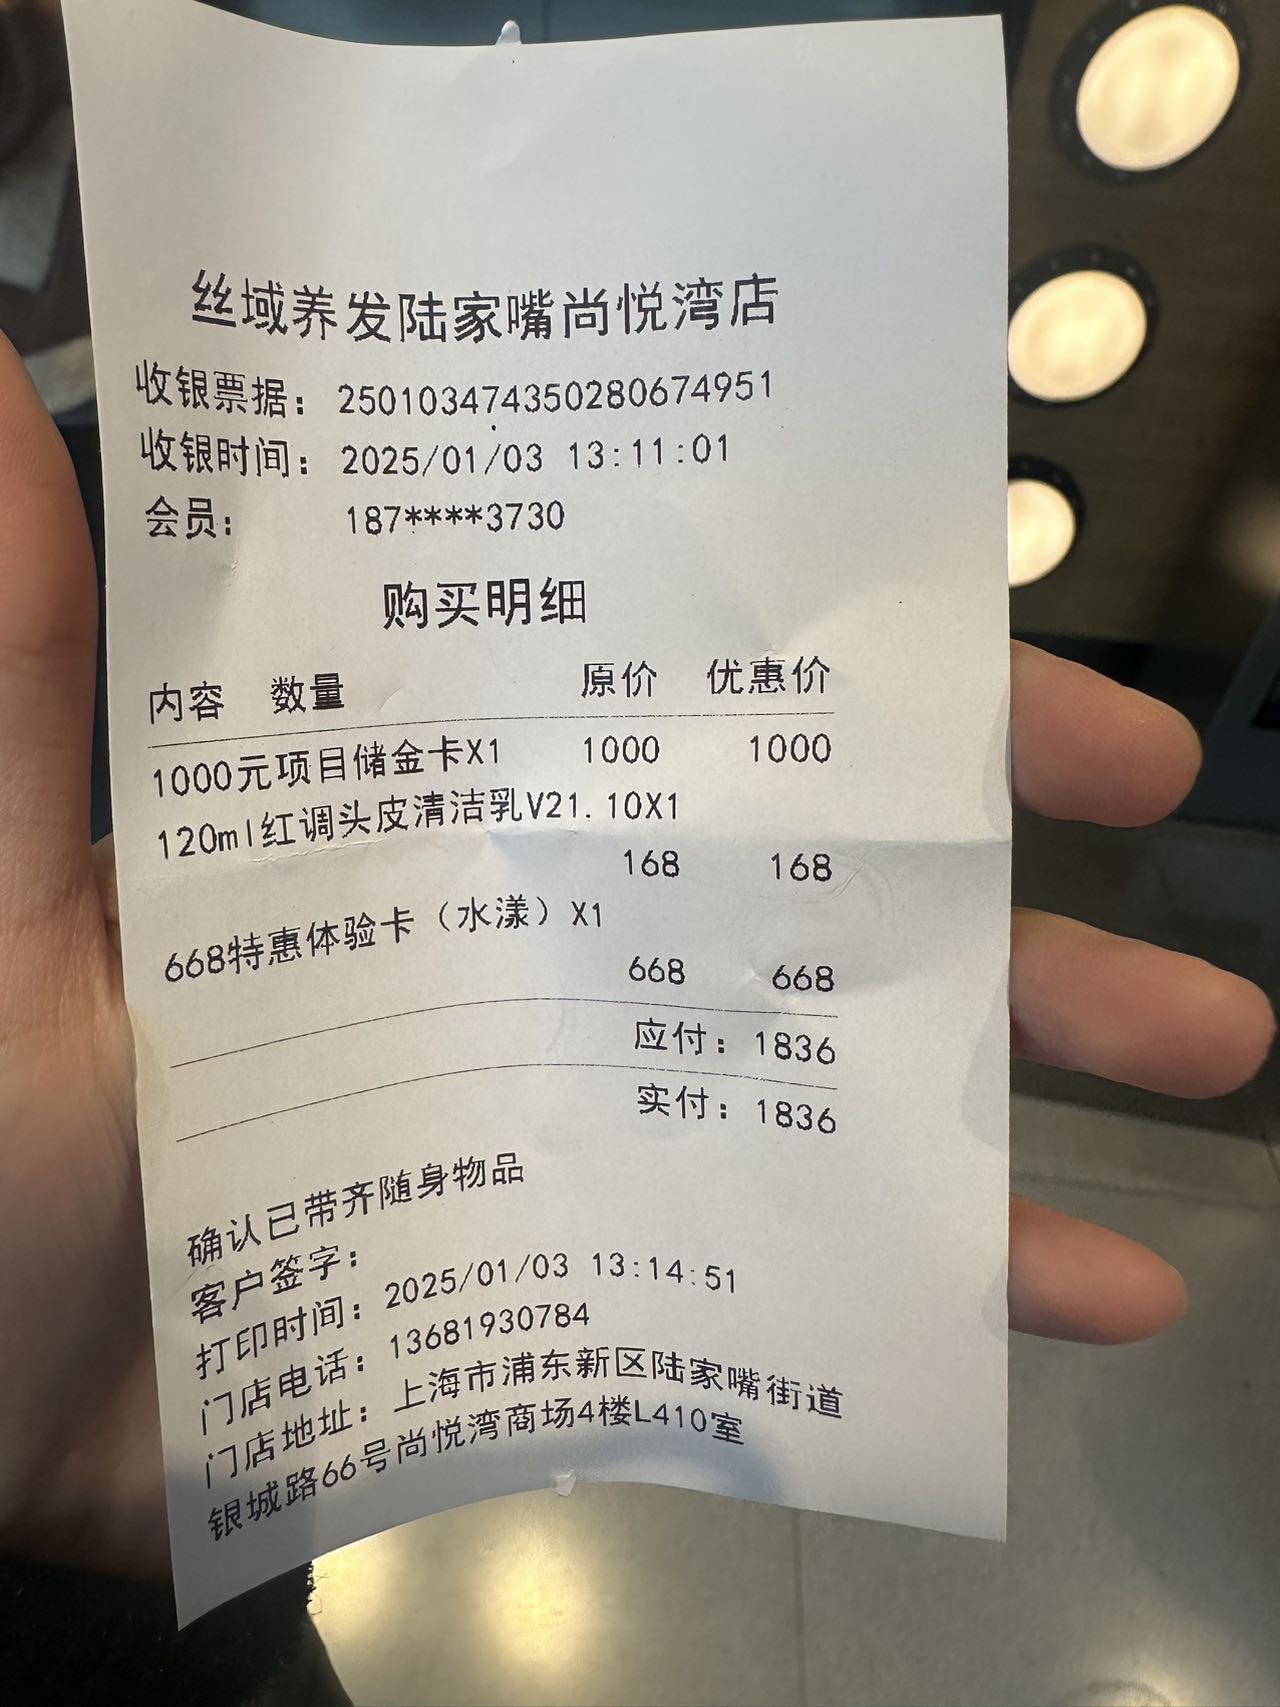 丝域养发陆家嘴尚悦湾店
收银票据: 250103474350280674951
收银时间: 2025/01/03 13:11:01
会员: 187****3730
购买明细
内容 数量 原价 优惠价
1000元项目储金卡X1 1000 1000
120ml红调头皮清洁乳V21.10X1
168 168
668特惠体验卡（水漾）X1
668 668
应付: 1836
实付: 1836
确认已带齐随身物品
客户签字:
打印时间: 2025/01/03 13:14:51
门店电话: 13681930784
门店地址: 上海市浦东新区陆家嘴街道
银城路66号尚悦湾商场4楼L410室